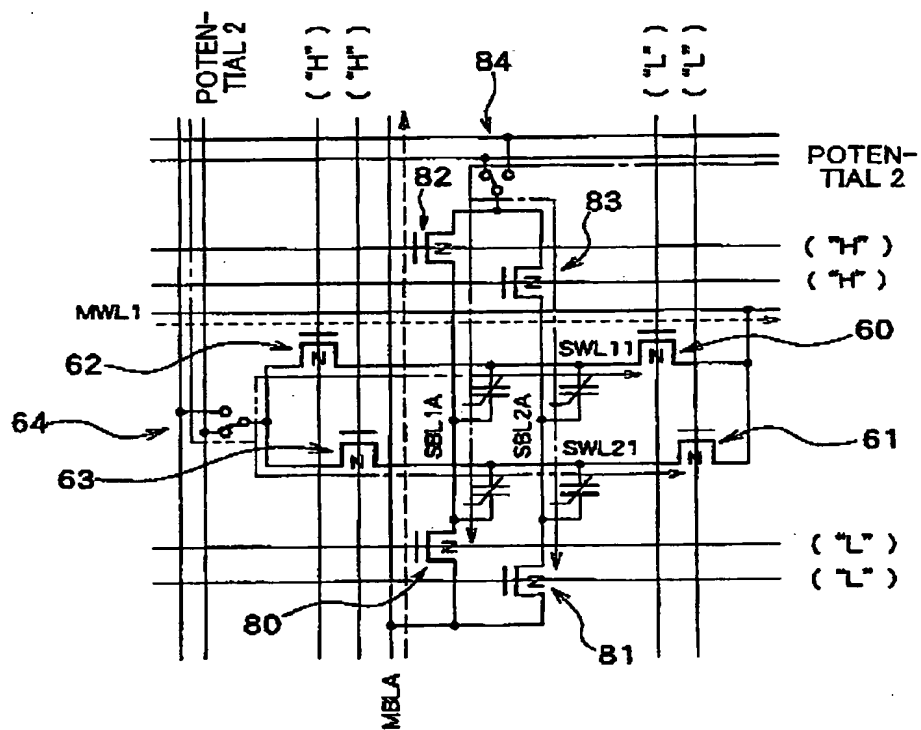 POTEN-
TIAL 2
("H")
("H")
84
("L")
("L")
POTEN-
TIAL 2
82
83
("H")
("H")
MWL1
62
SWL11
60
SBL1A
SBL2A
64
SWL21
61
63
N
N
N
N
N
N
N
N
("L")
("L")
80
81
MBLA